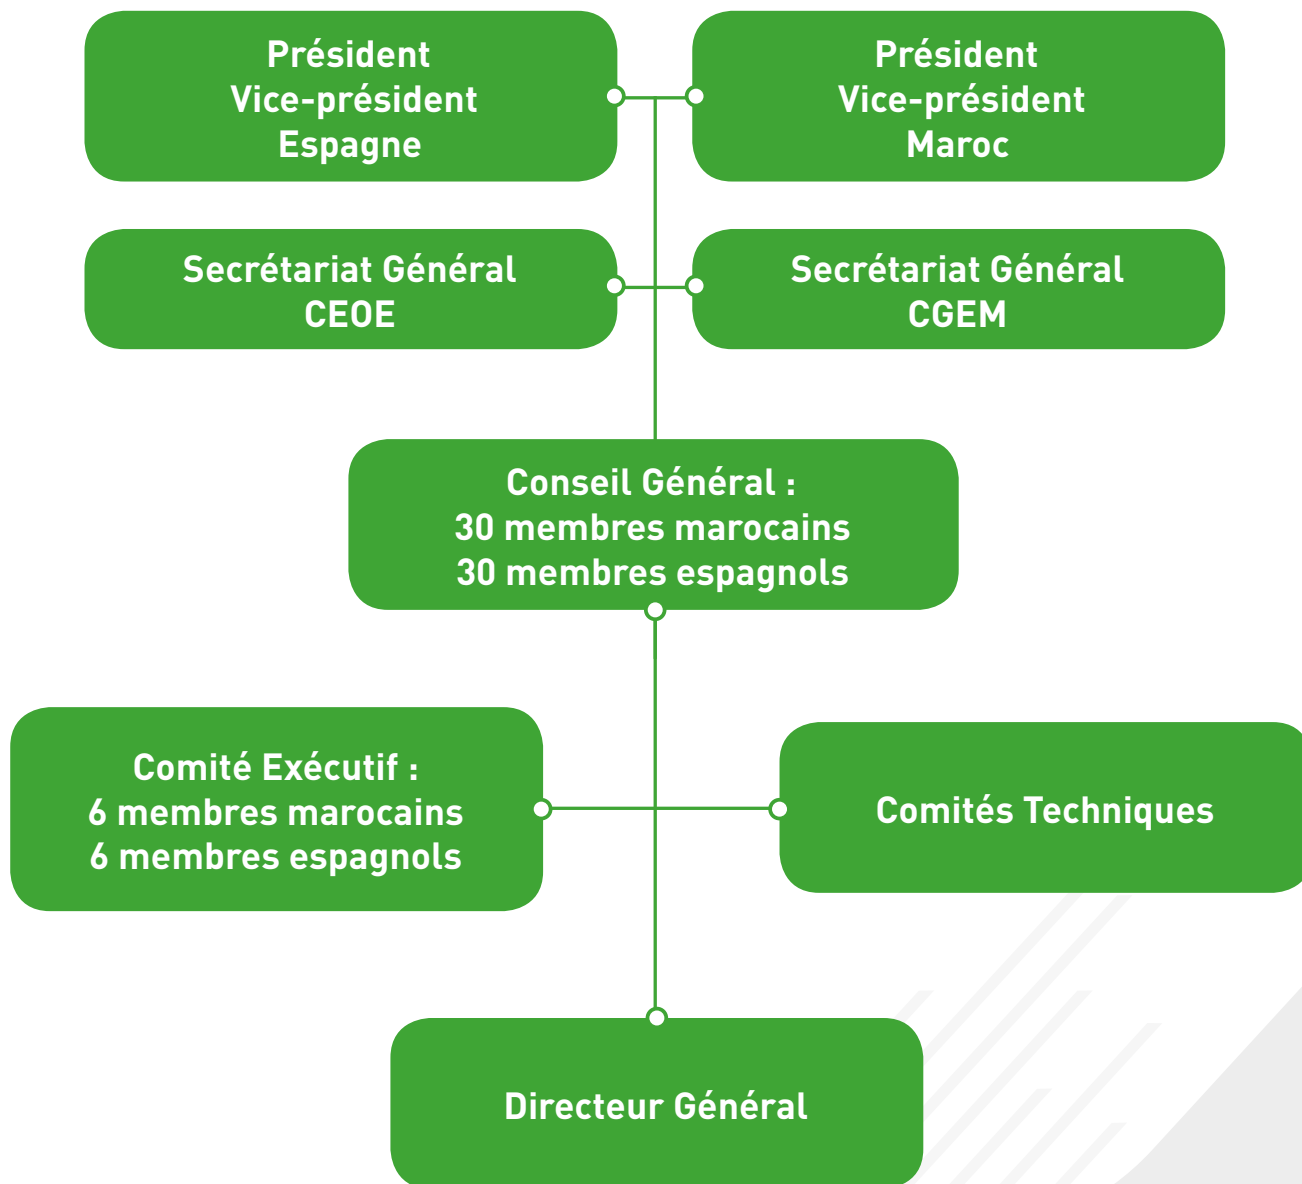 Président
Vice-président
Espagne
Président
Vice-président
Maroc
Secrétariat Général
CEOE
Secrétariat Général
CGEM
Conseil Général :
30 membres marocains
30 membres espagnols
Comité Exécutif :
6 membres marocains
6 membres espagnols
Comités Techniques
Directeur Général